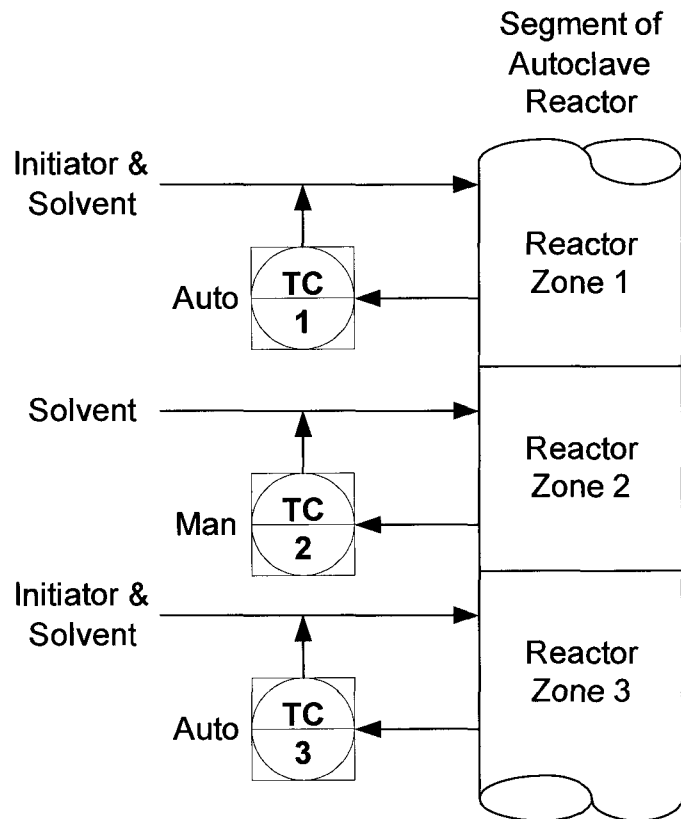 Segment of
Autoclave
Reactor
Initiator &
Solvent
Auto
TC
1
Reactor
Zone 1
Solvent
Man
TC
2
Reactor
Zone 2
Initiator &
Solvent
Auto
TC
3
Reactor
Zone 3